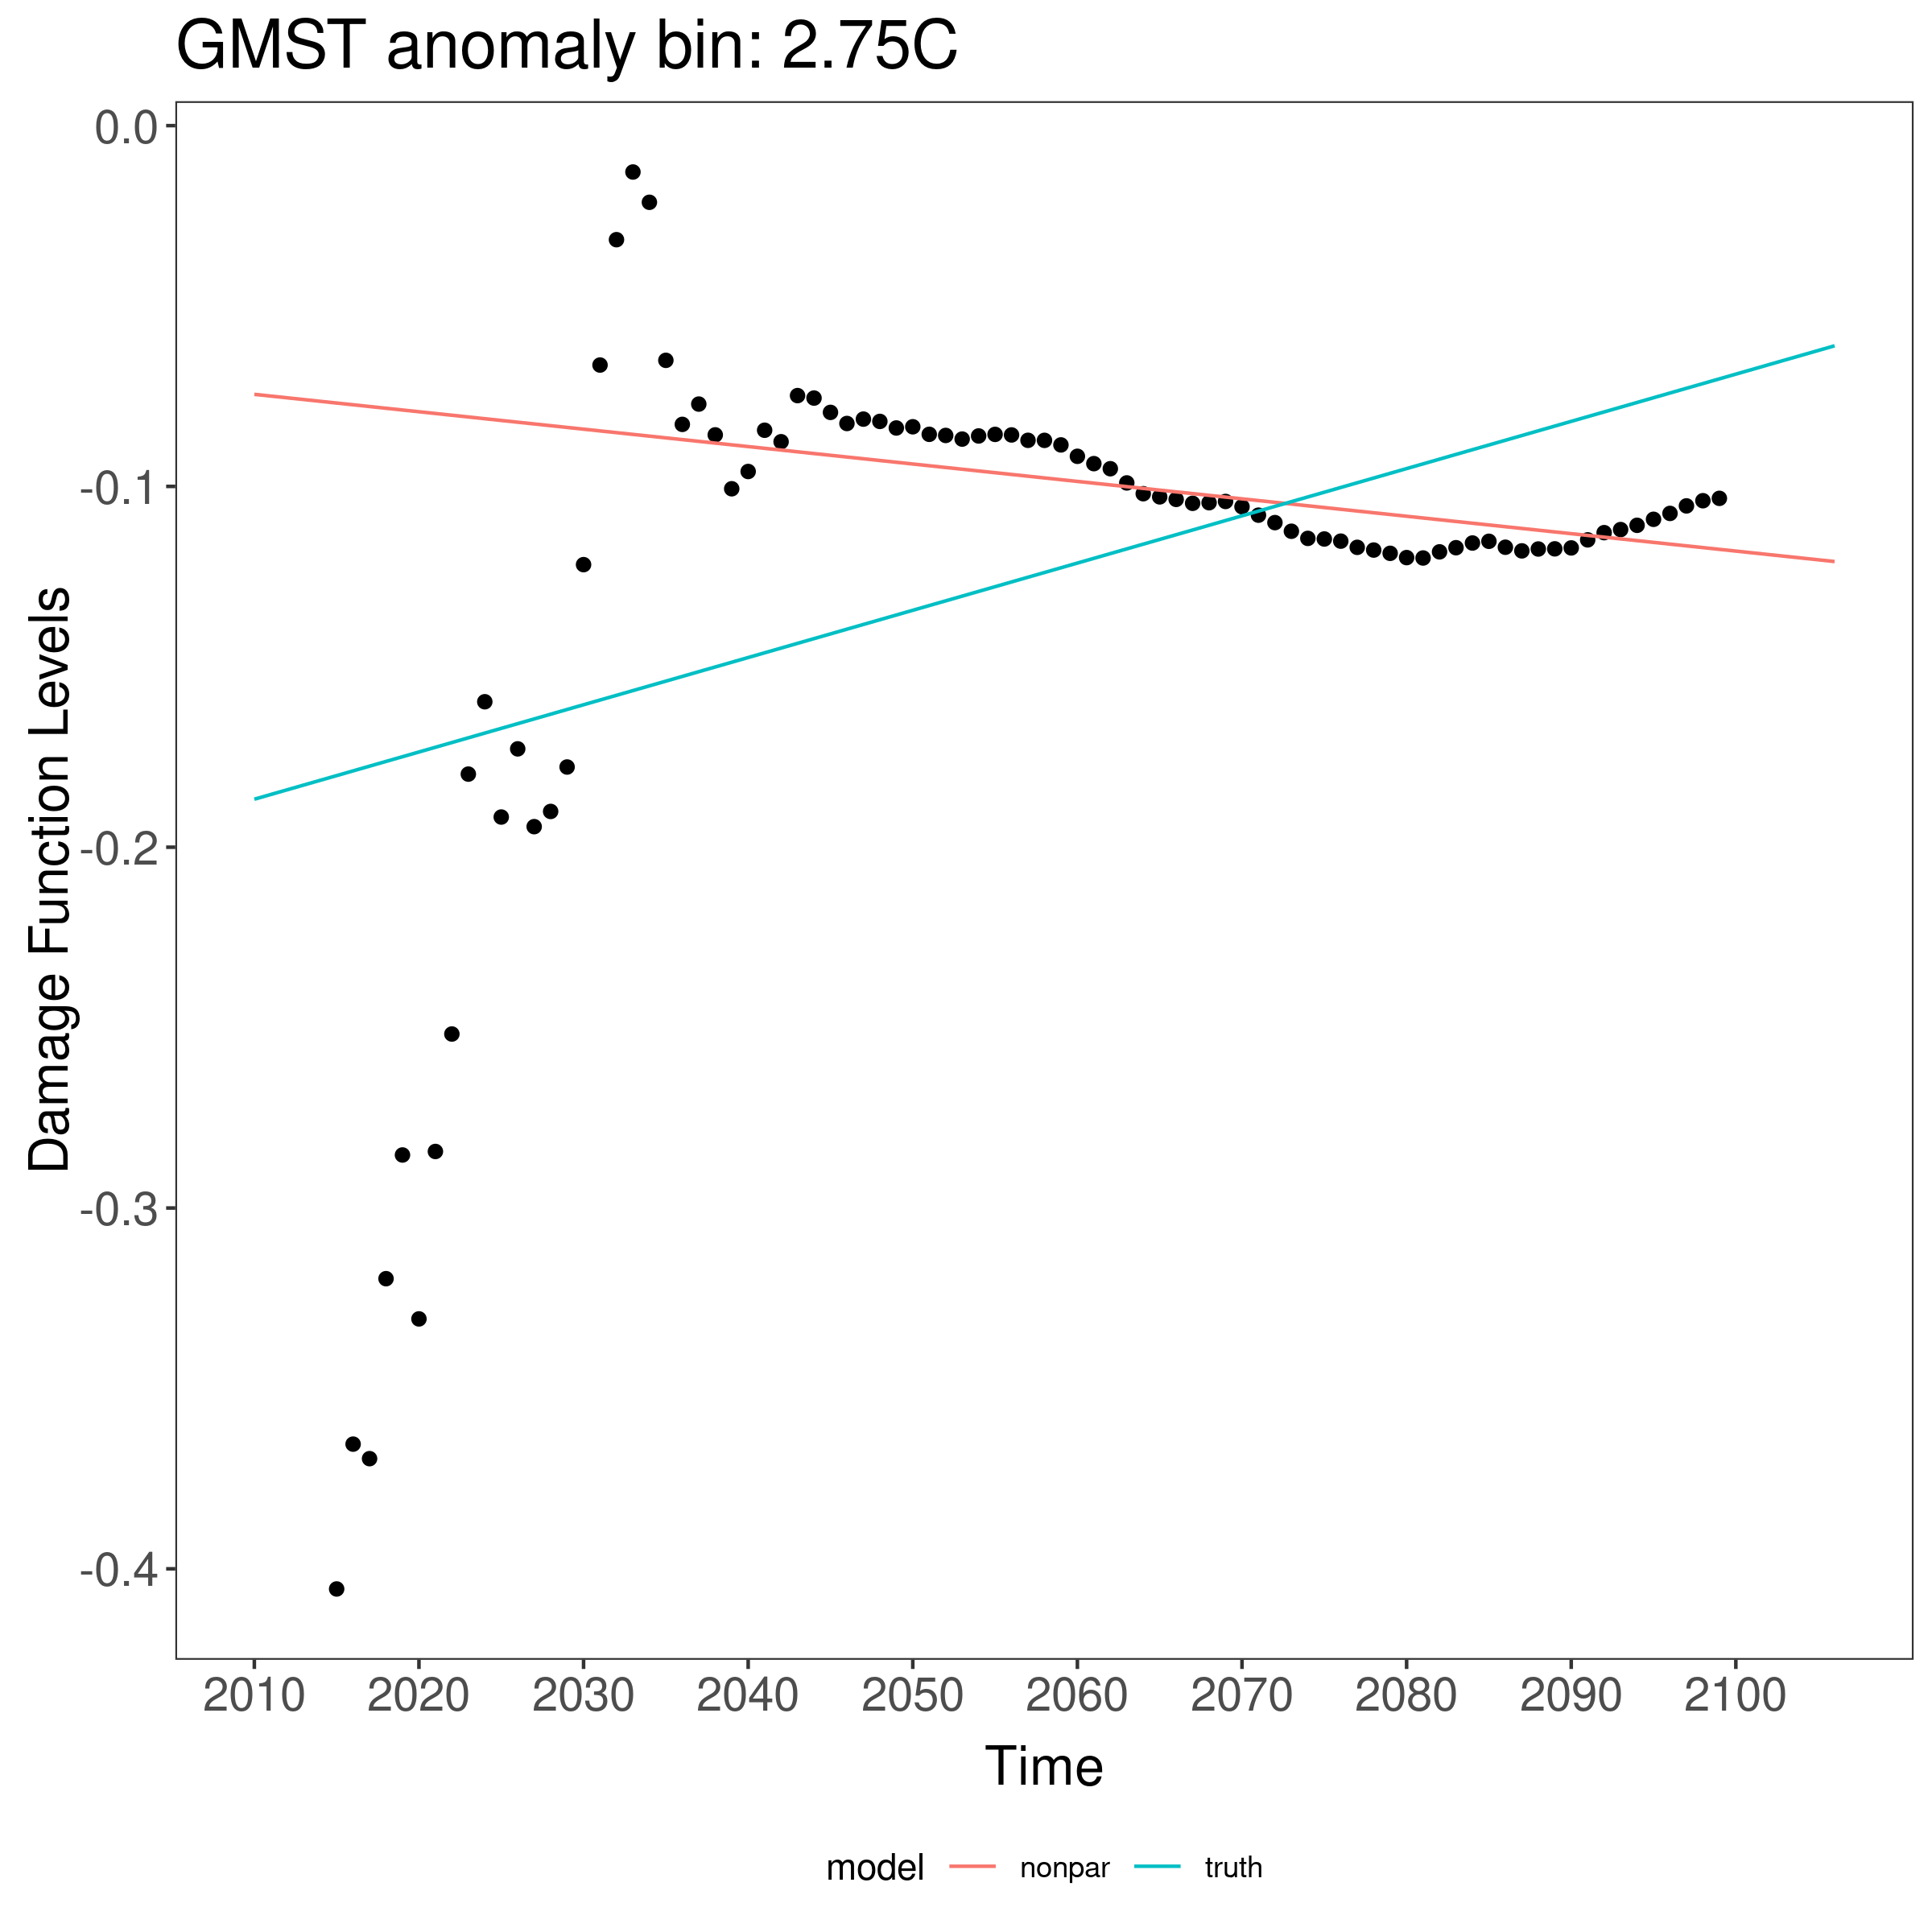 GMST anomaly bin: 2.75C
Damage Function Levels
0.0
-0.1
-0.2
-0.3
-0.4
2010 2020 2030 2040 2050 2060 2070 2080 2090 2100
Time
model nonpar truth